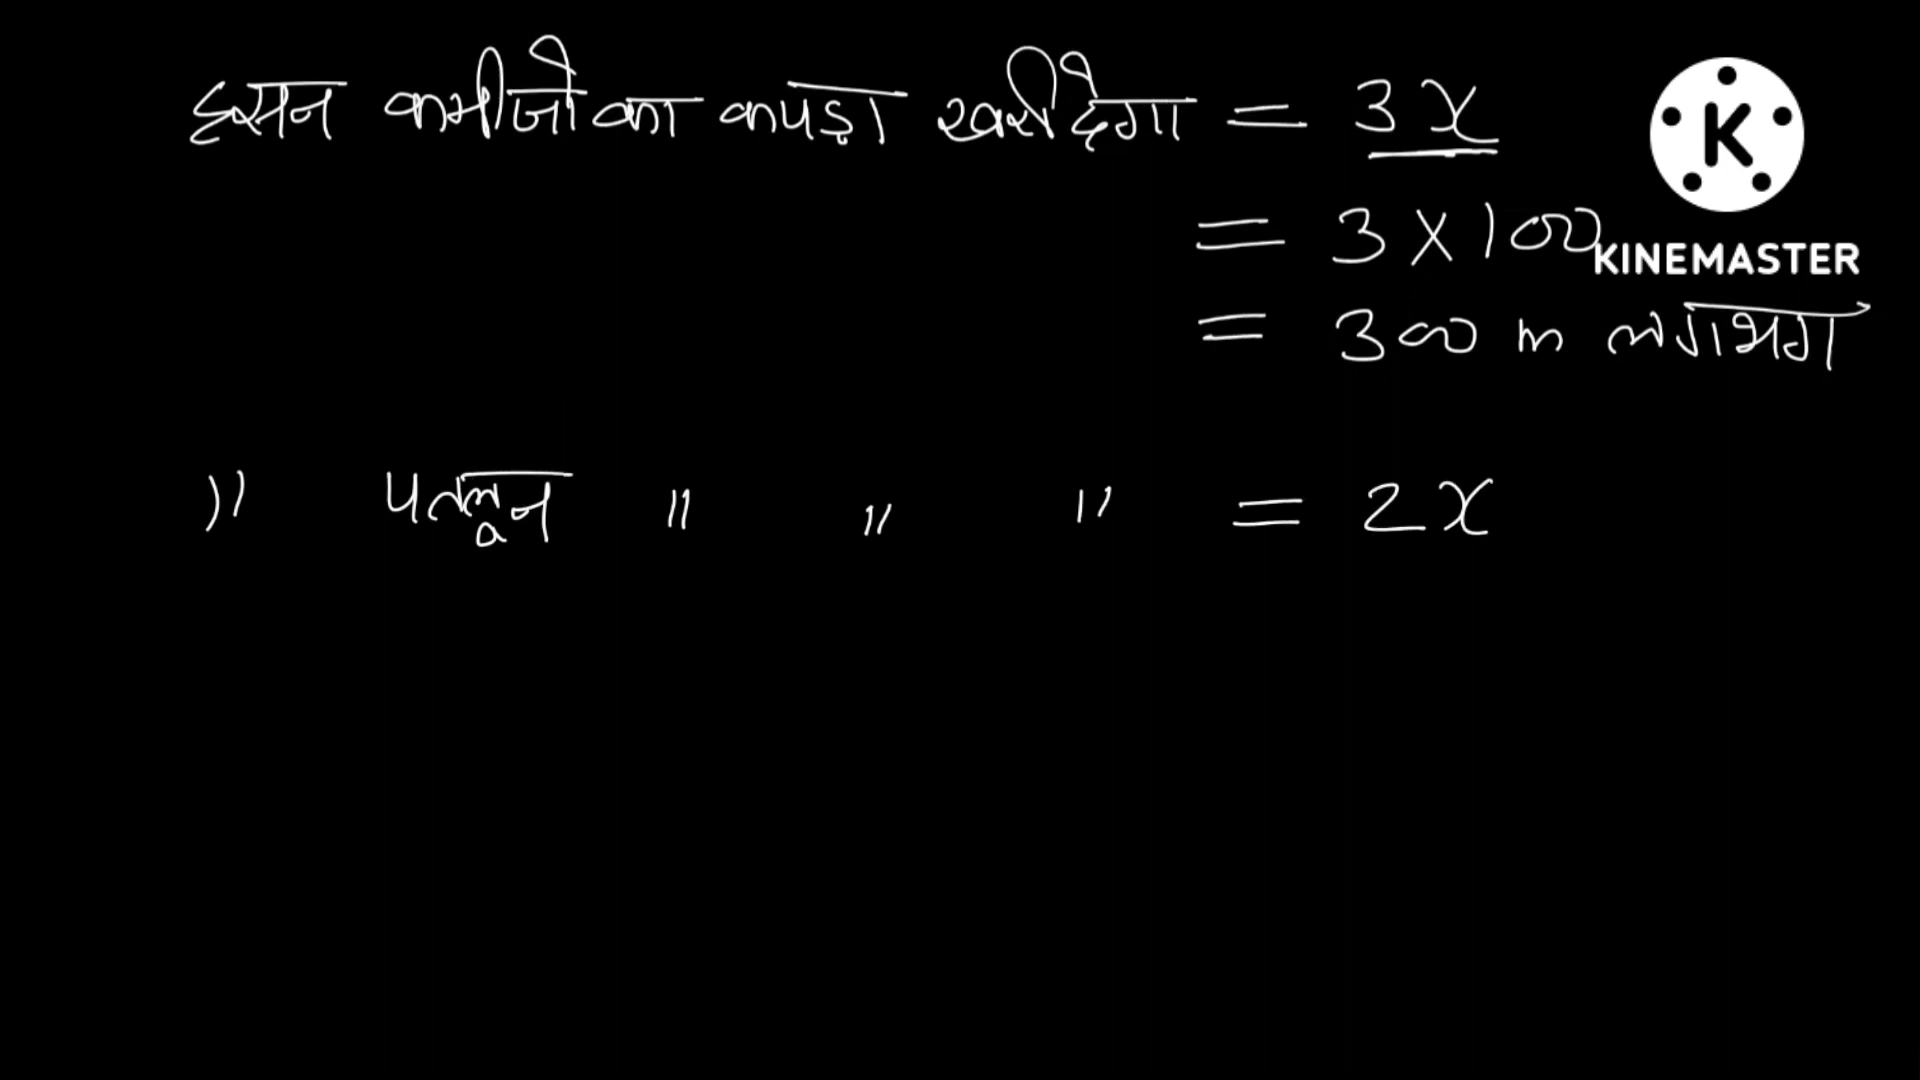 हसन कमीजो का कपड़ा खरीदेगा = 3x
= 3 × 100
= 300 m लगभग
" पतलून " " " = 2x
K
KINEMASTER